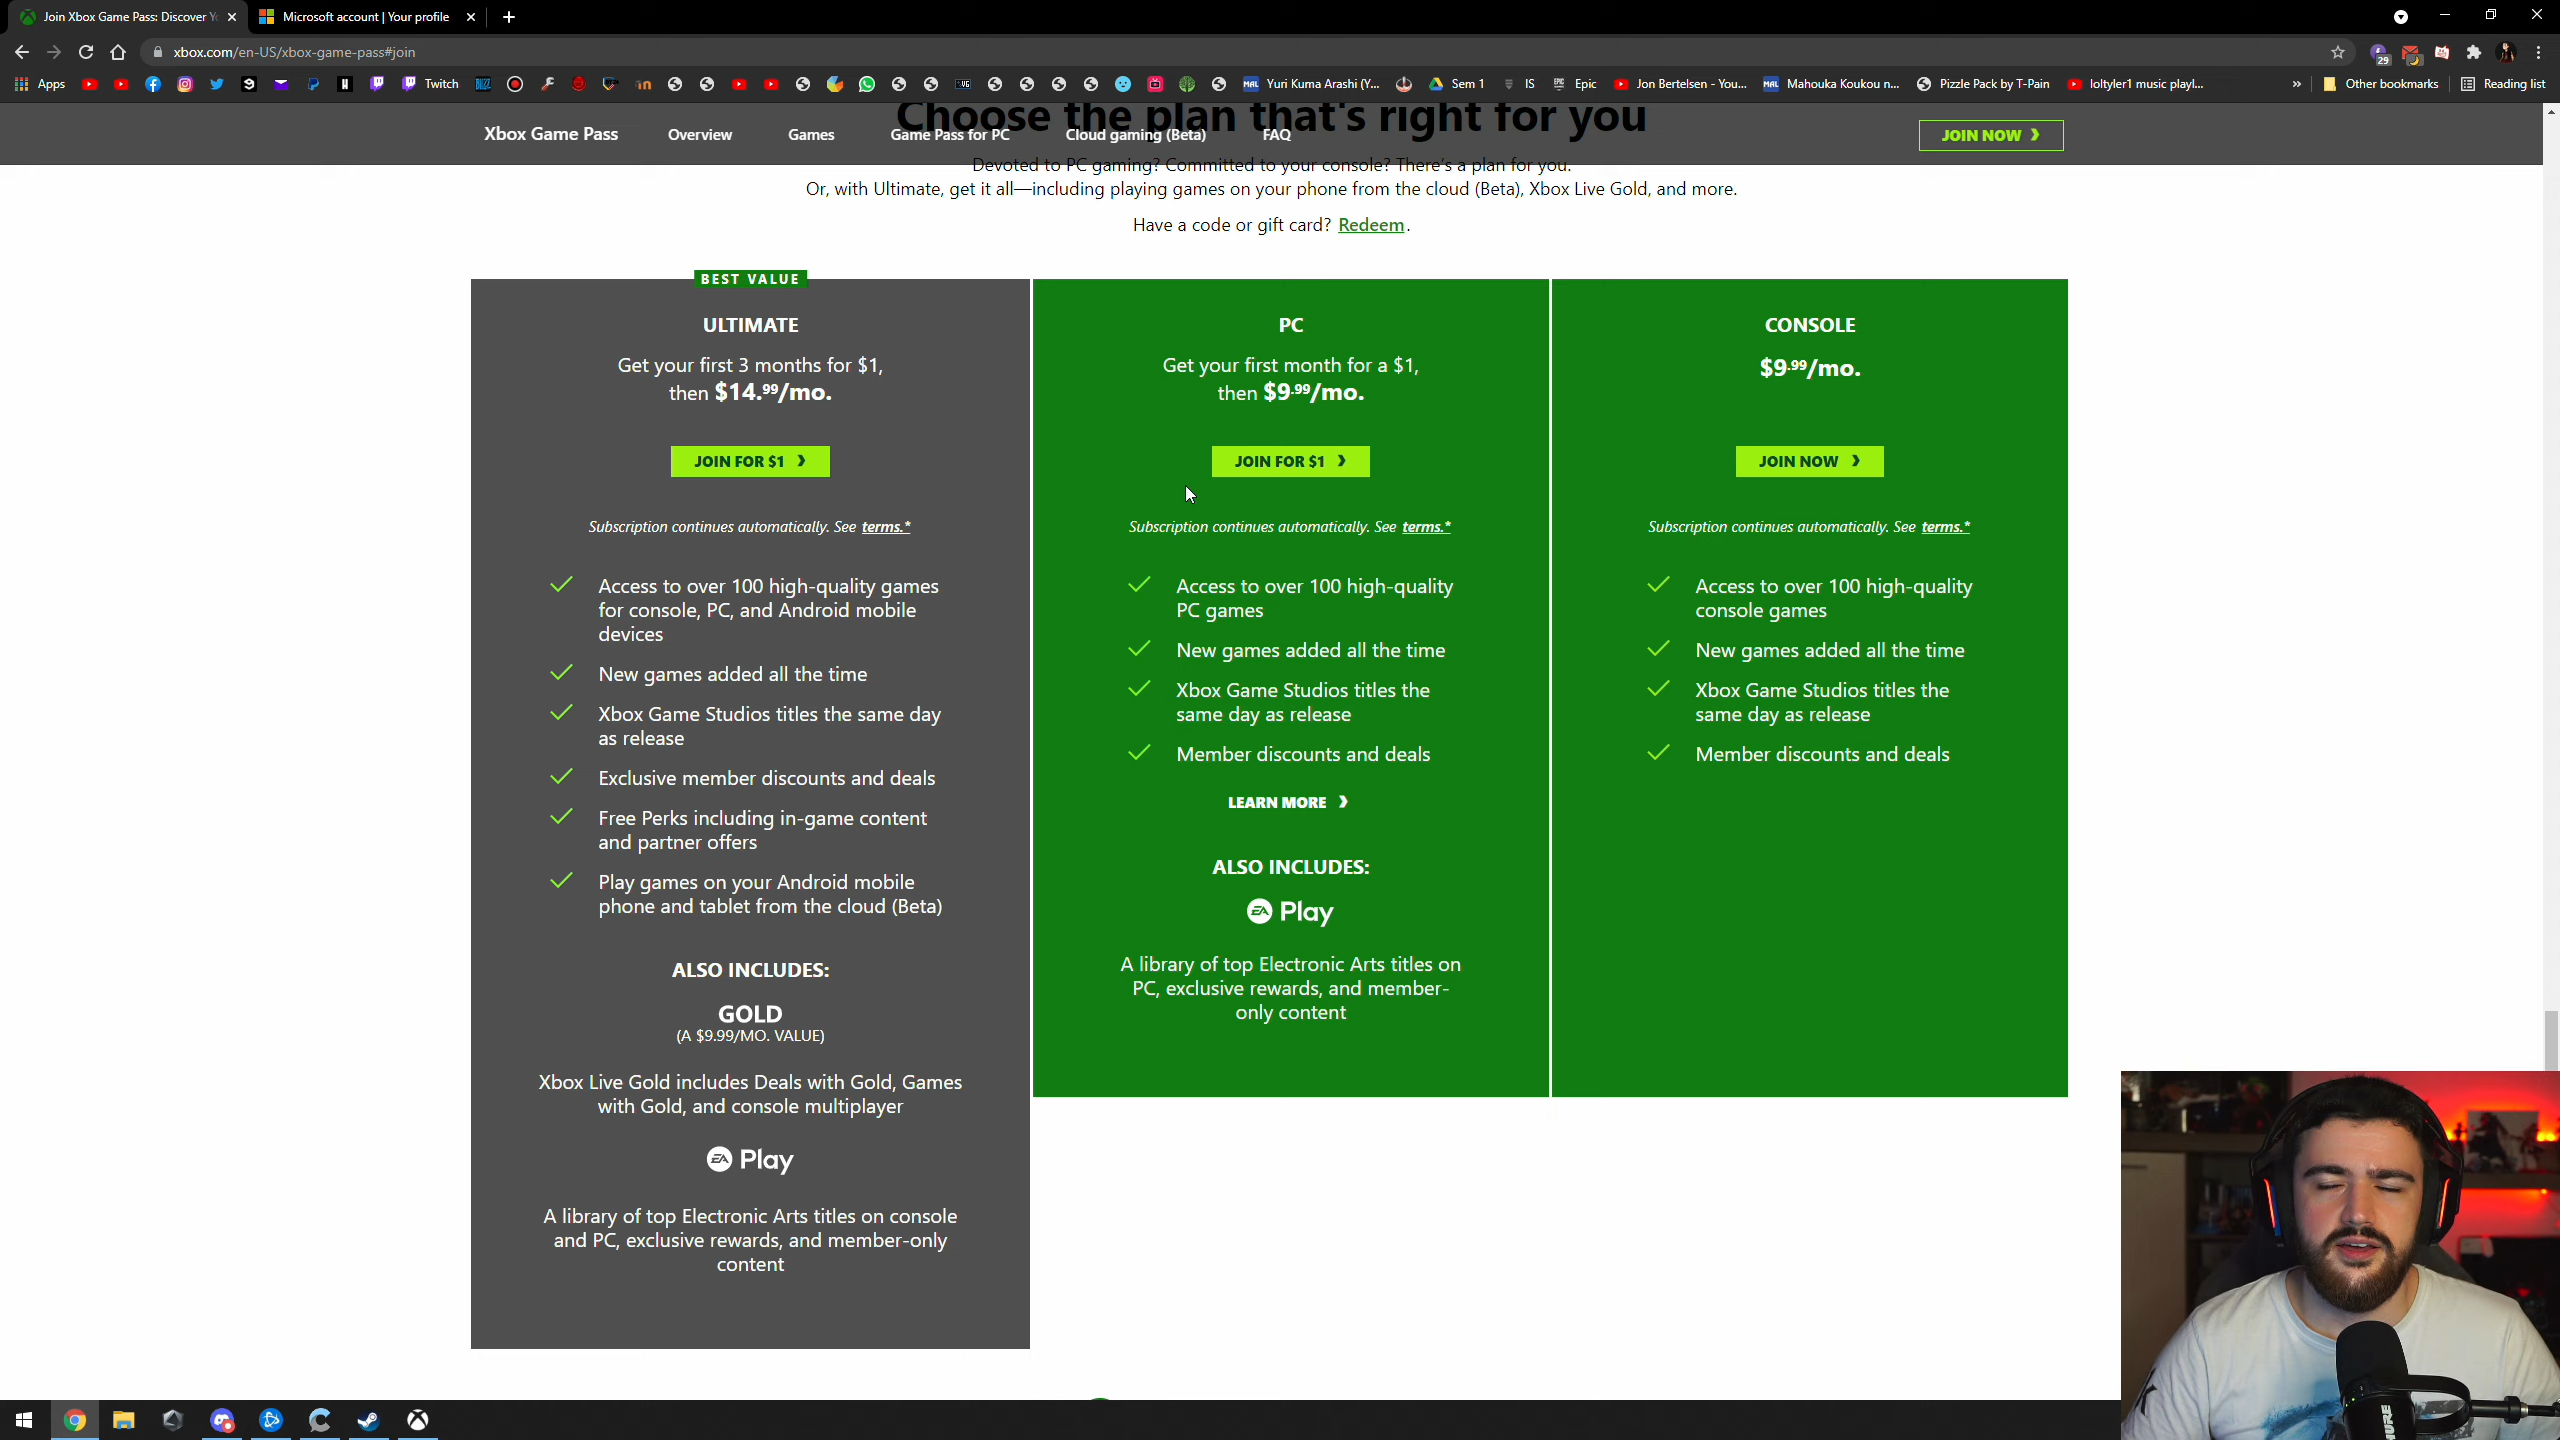 Join Xbox Game Pass: Discover Y
Microsoft account | Your profile
xbox.com/en-US/xbox-game-pass#join
29
Apps
Twitch
Yuri Kuma Arashi (Y...
Sem 1
IS
Epic
Jon Bertelsen - You...
Mahouka Koukou n...
Pizzle Pack by T-Pain
loltyler1 music playl...
»
Other bookmarks
Reading list
Choose the plan that's right for you
Xbox Game Pass
Overview
Games
Game Pass for PC
Cloud gaming (Beta)
FAQ
JOIN NOW
Devoted to PC gaming? Committed to your console? There's a plan for you.
Or, with Ultimate, get it all—including playing games on your phone from the cloud (Beta), Xbox Live Gold, and more.
Have a code or gift card? Redeem.
BEST VALUE
ULTIMATE
Get your first 3 months for $1,
then $14.99/mo.
JOIN FOR $1
Subscription continues automatically. See terms.*
Access to over 100 high-quality games
for console, PC, and Android mobile
devices
New games added all the time
Xbox Game Studios titles the same day
as release
Exclusive member discounts and deals
Free Perks including in-game content
and partner offers
Play games on your Android mobile
phone and tablet from the cloud (Beta)
ALSO INCLUDES:
GOLD
(A $9.99/MO. VALUE)
Xbox Live Gold includes Deals with Gold, Games
with Gold, and console multiplayer
EA Play
A library of top Electronic Arts titles on console
and PC, exclusive rewards, and member-only
content
PC
Get your first month for a $1,
then $9.99/mo.
JOIN FOR $1
Subscription continues automatically. See terms.*
Access to over 100 high-quality
PC games
New games added all the time
Xbox Game Studios titles the
same day as release
Member discounts and deals
LEARN MORE
ALSO INCLUDES:
EA Play
A library of top Electronic Arts titles on
PC, exclusive rewards, and member-
only content
CONSOLE
$9.99/mo.
JOIN NOW
Subscription continues automatically. See terms.*
Access to over 100 high-quality
console games
New games added all the time
Xbox Game Studios titles the
same day as release
Member discounts and deals
SHURE